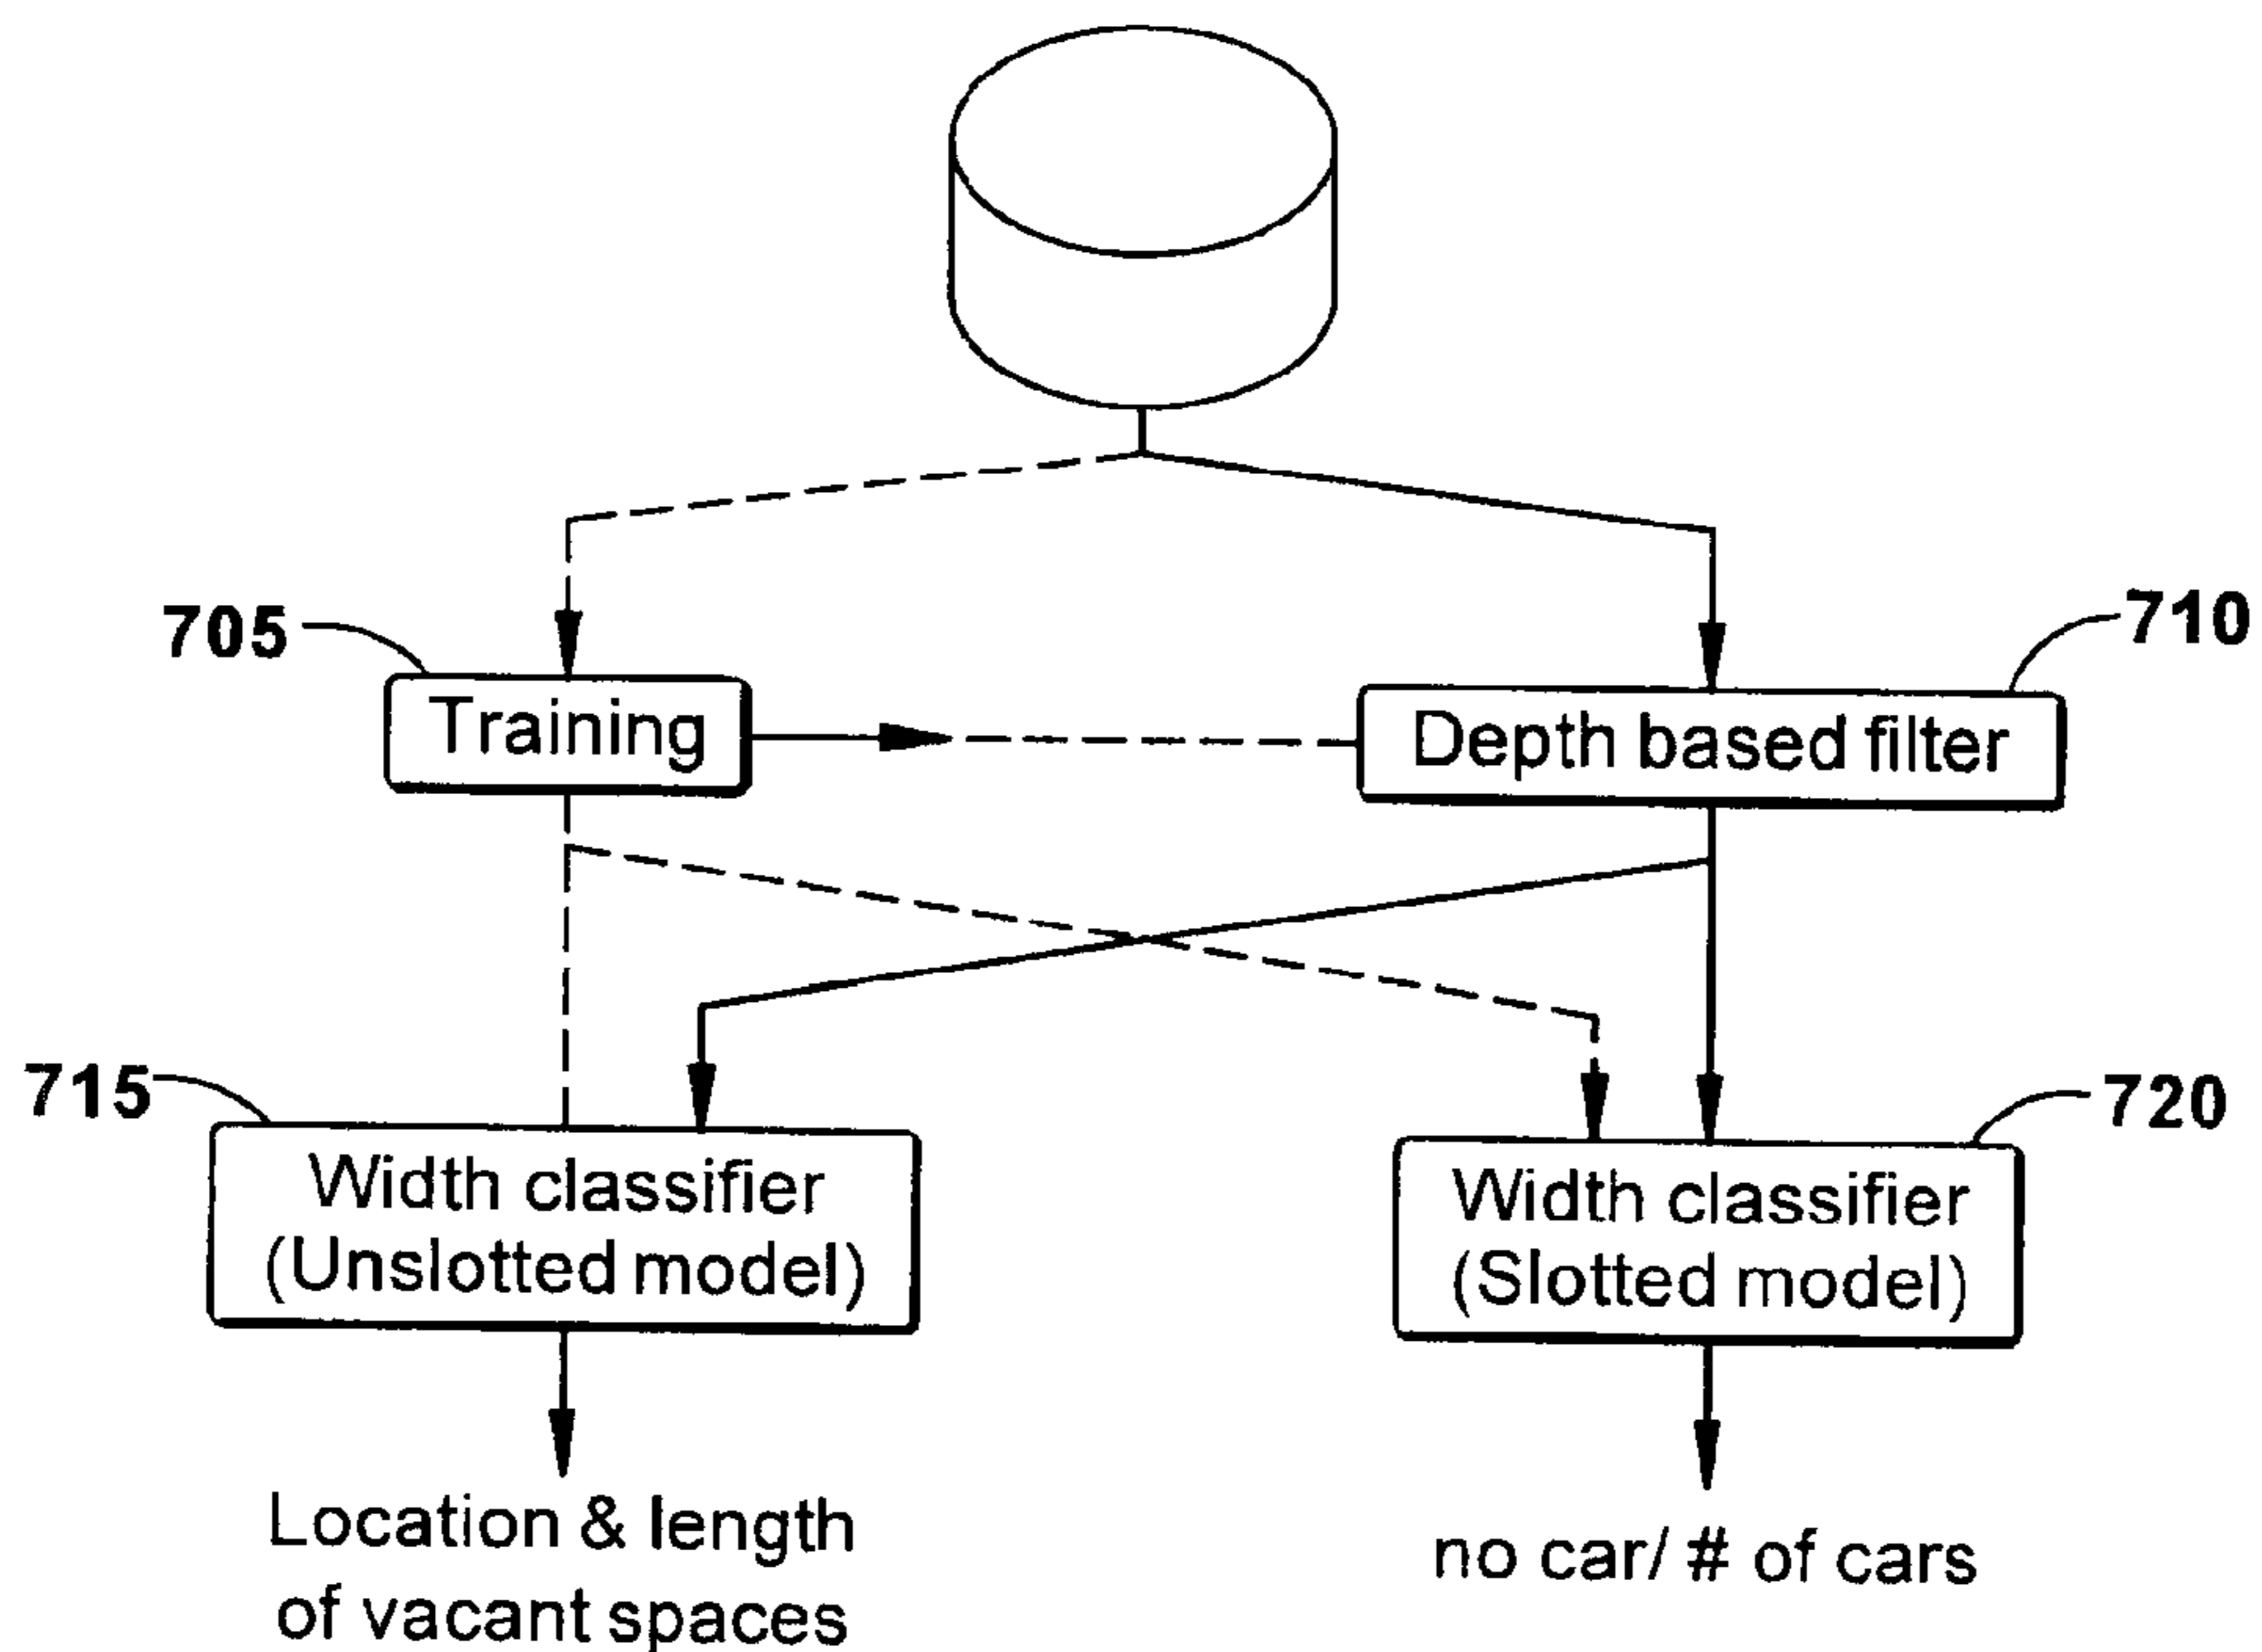 705
710
Training
Depth based filter
715
720
Width classifier
(Unslotted model)
Width classifier
(Slotted model)
Location & length
of vacant spaces
no car/ # of cars